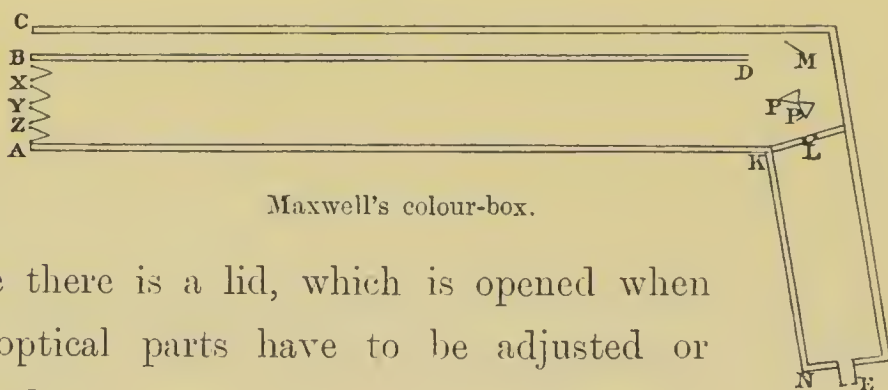 C
B
X
Y
Z
A
D
M
P
P
L
K
Maxwell's colour-box.
there is a lid, which is opened when
optical parts have to be adjusted or
N
E